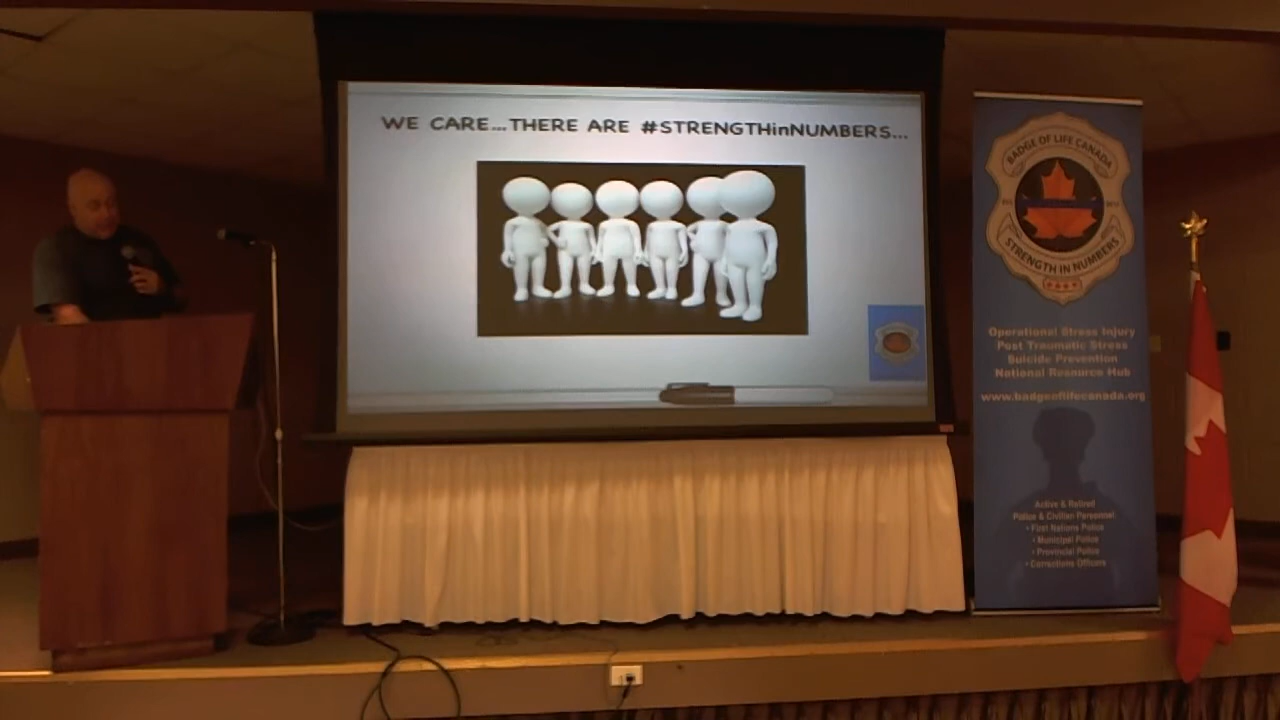 WE CARE...THERE ARE #STRENGTHinNUMBERS...
BADGE OF LIFE CANADA
STRENGTH IN NUMBERS
Operational Stress Injury
Post Traumatic Stress
Suicide Prevention
National Resource Hub
www.badgeoflifecanada.org
Active & Retired
Police & Civilian Personnel:
• First Nations Police
• Municipal Police
• Provincial Police
• Corrections Officers